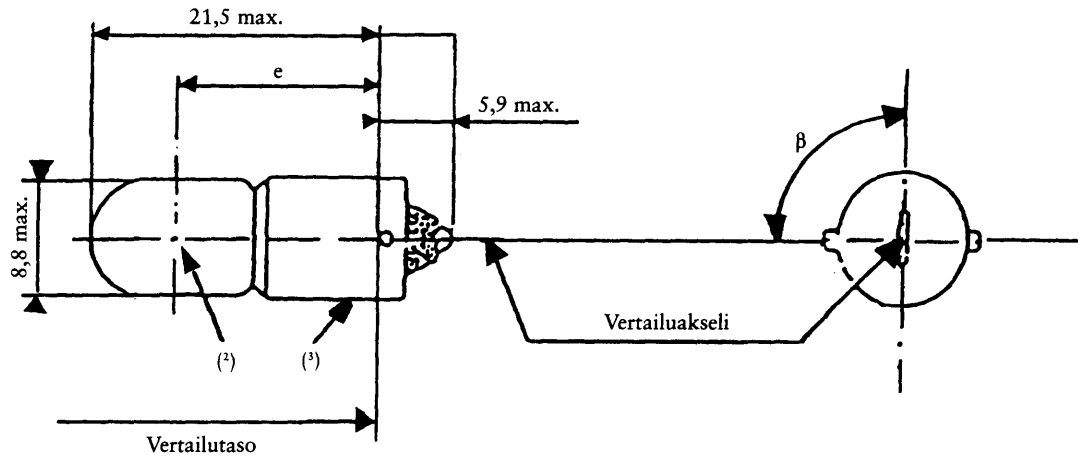 21,5 max.
e
5,9 max.
β
8,8 max.
Vertailuakseli
(²)
(³)
Vertailutaso